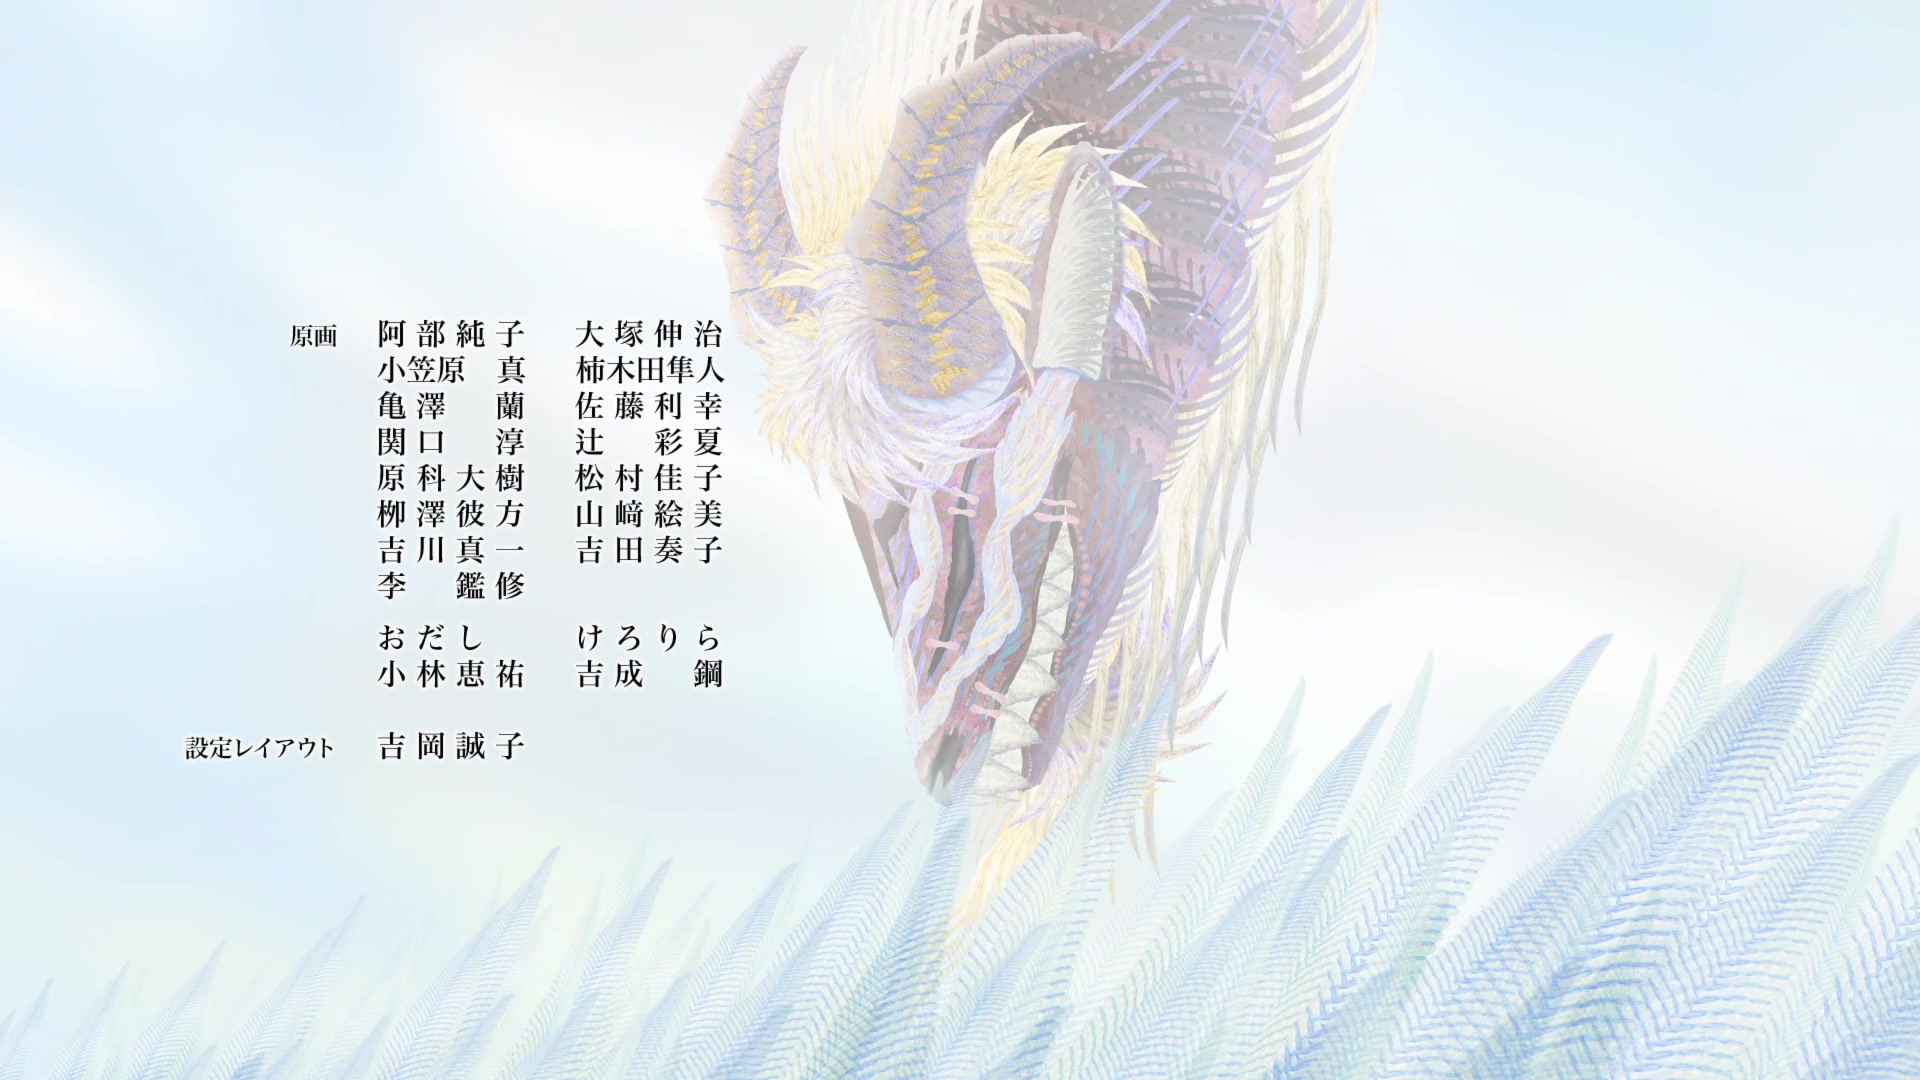 原画 阿部純子 大塚伸治
小笠原 真 柿木田隼人
亀澤 蘭 佐藤利幸
関口 淳 辻 彩夏
原科大樹 松村佳子
栁澤彼方 山﨑絵美
吉川真一 吉田奏子
李 鑑修
おだし けろりら
小林恵祐 吉成 鋼
設定レイアウト 吉岡誠子